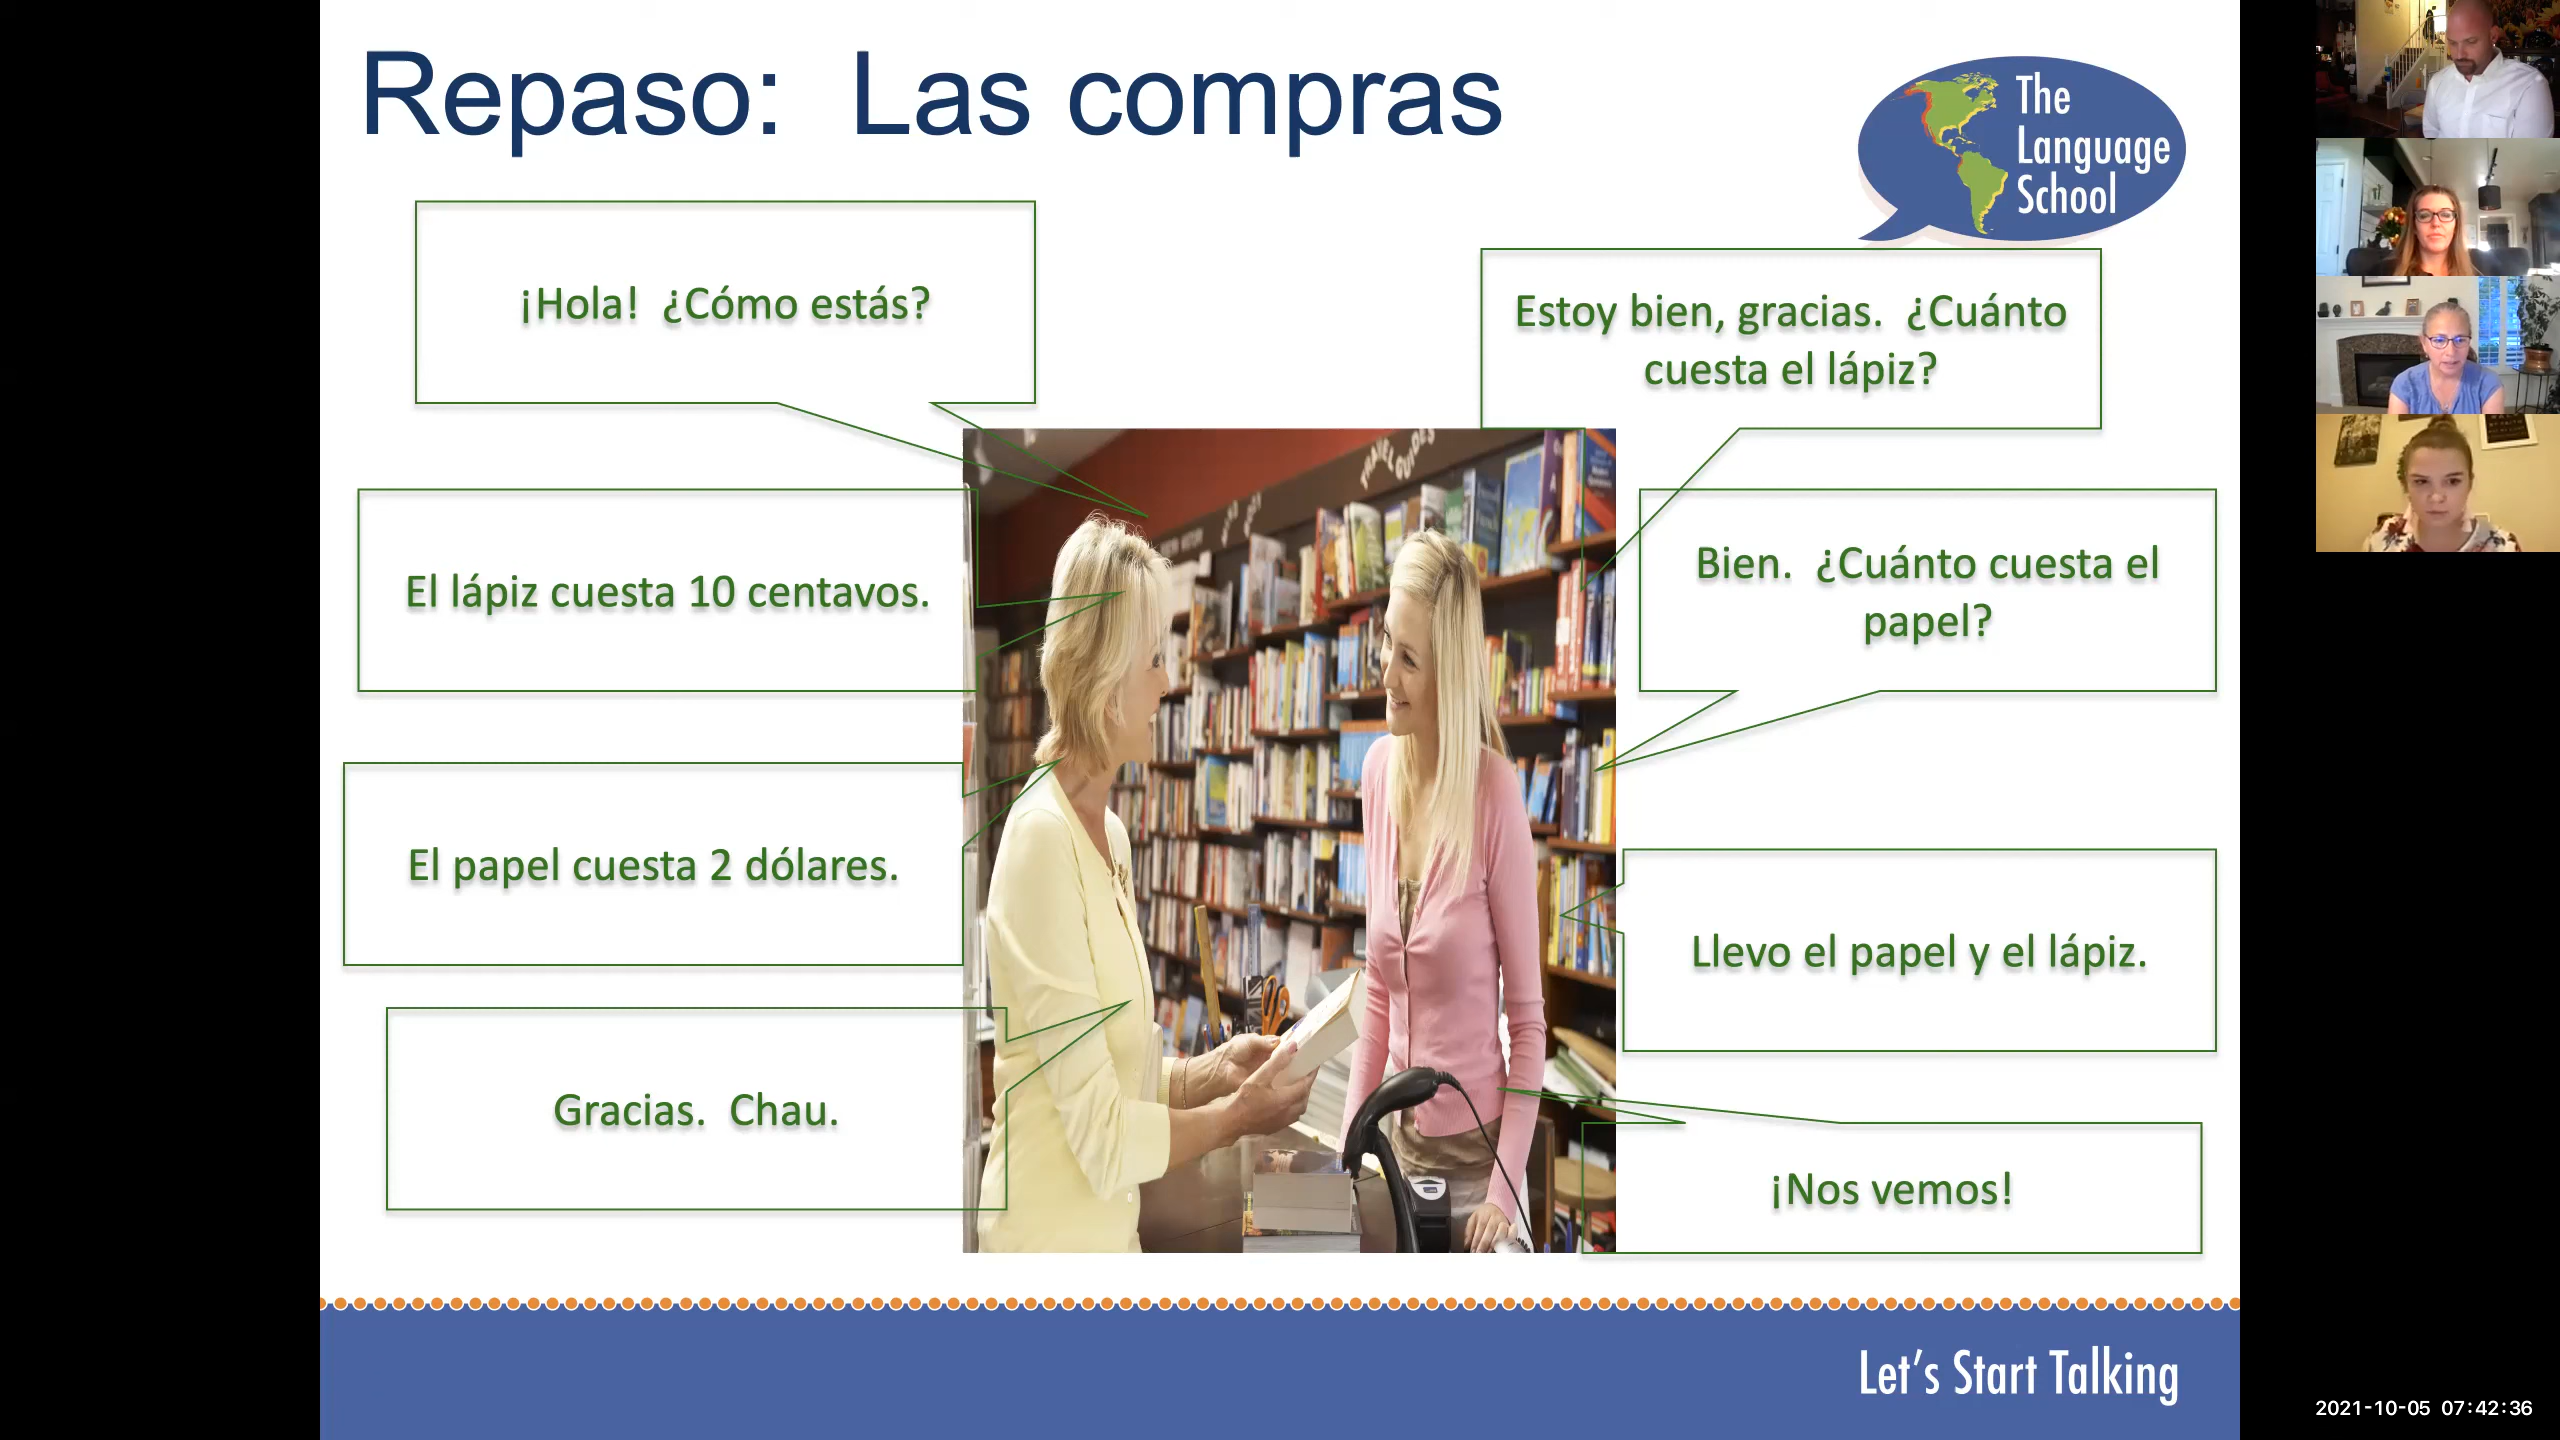 Repaso:  Las compras
The
Language
School
¡Hola!  ¿Cómo estás?
Estoy bien, gracias.  ¿Cuánto
cuesta el lápiz?
El lápiz cuesta 10 centavos.
Bien.  ¿Cuánto cuesta el
papel?
El papel cuesta 2 dólares.
Llevo el papel y el lápiz.
Gracias.  Chau.
¡Nos vemos!
TRAVEL GUIDES
Let's Start Talking
2021-10-05 07:42:36